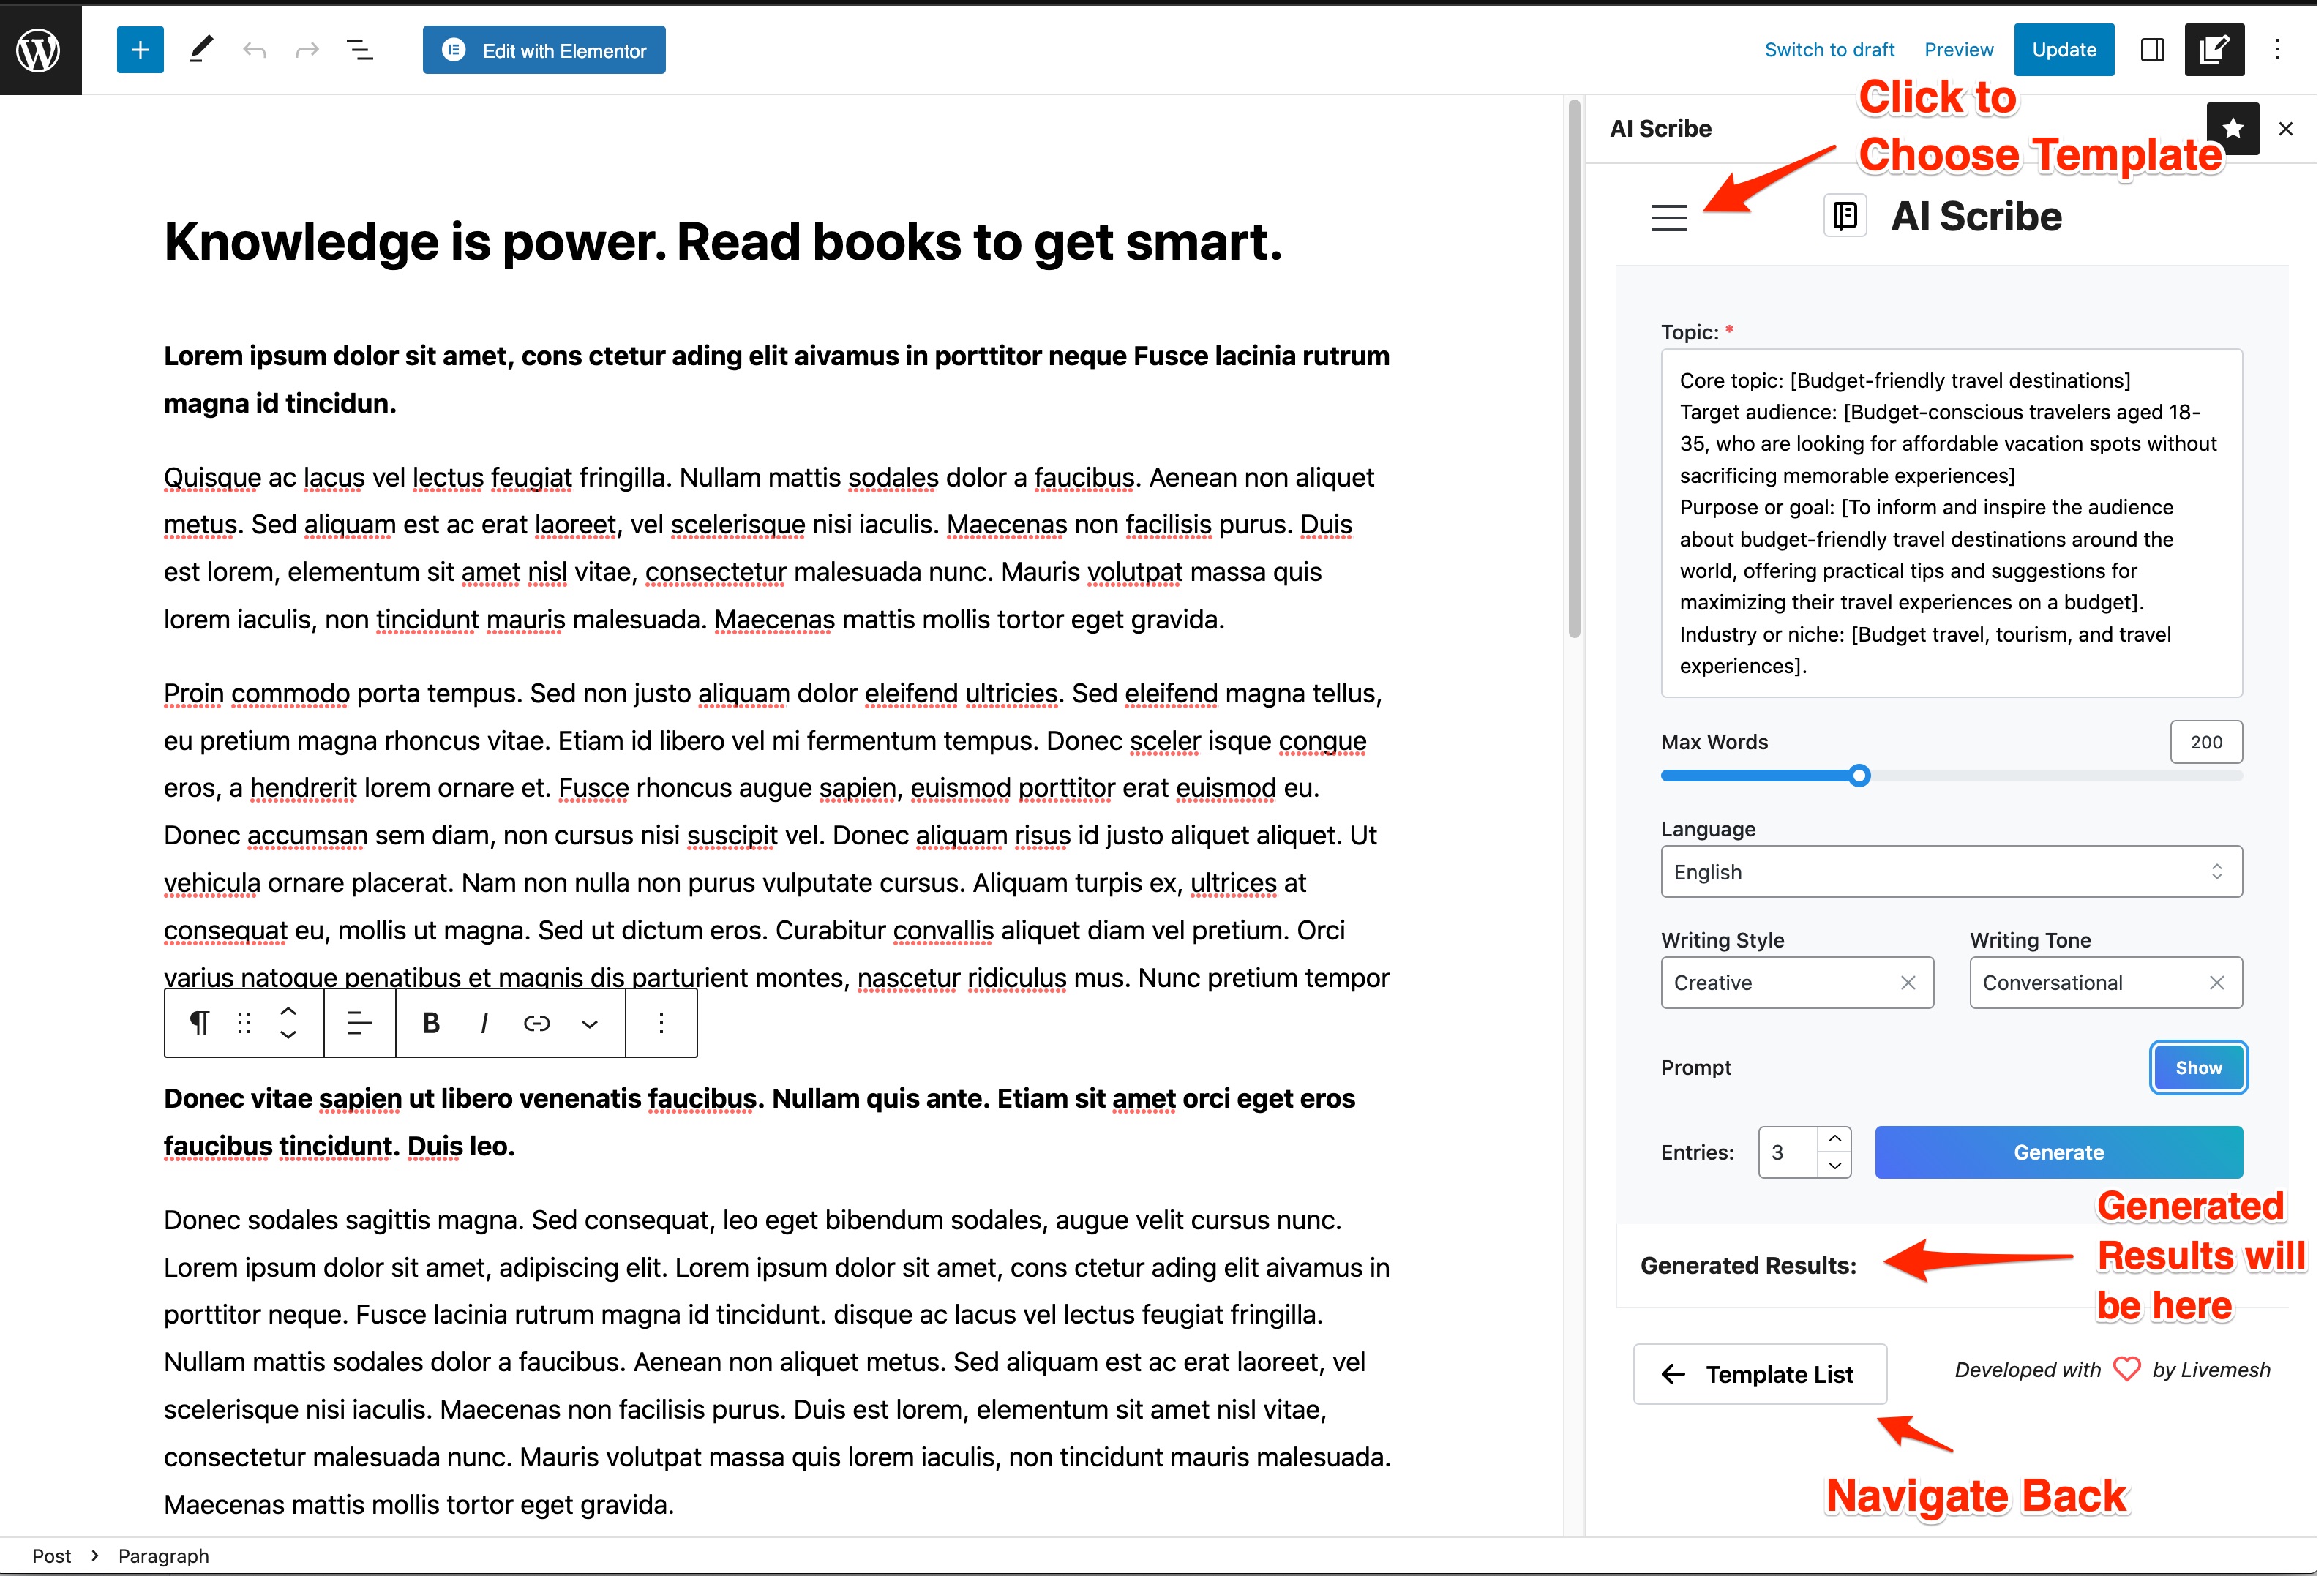 Edit with Elementor
Switch to draft
Preview
Update
Knowledge is power. Read books to get smart.
Lorem ipsum dolor sit amet, cons ctetur ading elit aivamus in porttitor neque Fusce lacinia rutrum
magna id tincidun.
Quisque ac lacus vel lectus feugiat fringilla. Nullam mattis sodales dolor a faucibus. Aenean non aliquet
metus. Sed aliquam est ac erat laoreet, vel scelerisque nisi iaculis. Maecenas non facilisis purus. Duis
est lorem, elementum sit amet nisl vitae, consectetur malesuada nunc. Mauris volutpat massa quis
lorem iaculis, non tincidunt mauris malesuada. Maecenas mattis mollis tortor eget gravida.
Proin commodo porta tempus. Sed non justo aliquam dolor eleifend ultricies. Sed eleifend magna tellus,
eu pretium magna rhoncus vitae. Etiam id libero vel mi fermentum tempus. Donec sceler isque congue
eros, a hendrerit lorem ornare et. Fusce rhoncus augue sapien, euismod porttitor erat euismod eu.
Donec accumsan sem diam, non cursus nisi suscipit vel. Donec aliquam risus id justo aliquet aliquet. Ut
vehicula ornare placerat. Nam non nulla non purus vulputate cursus. Aliquam turpis ex, ultrices at
consequat eu, mollis ut magna. Sed ut dictum eros. Curabitur convallis aliquet diam vel pretium. Orci
varius natoque penatibus et magnis dis parturient montes, nascetur ridiculus mus. Nunc pretium tempor
B I
Donec vitae sapien ut libero venenatis faucibus. Nullam quis ante. Etiam sit amet orci eget eros
faucibus tincidunt. Duis leo.
Donec sodales sagittis magna. Sed consequat, leo eget bibendum sodales, augue velit cursus nunc.
Lorem ipsum dolor sit amet, adipiscing elit. Lorem ipsum dolor sit amet, cons ctetur ading elit aivamus in
porttitor neque. Fusce lacinia rutrum magna id tincidunt. disque ac lacus vel lectus feugiat fringilla.
Nullam mattis sodales dolor a faucibus. Aenean non aliquet metus. Sed aliquam est ac erat laoreet, vel
scelerisque nisi iaculis. Maecenas non facilisis purus. Duis est lorem, elementum sit amet nisl vitae,
consectetur malesuada nunc. Mauris volutpat massa quis lorem iaculis, non tincidunt mauris malesuada.
Maecenas mattis mollis tortor eget gravida.
Post > Paragraph
AI Scribe
Click to
Choose Template
AI Scribe
Topic: *
Core topic: [Budget-friendly travel destinations]
Target audience: [Budget-conscious travelers aged 18-
35, who are looking for affordable vacation spots without
sacrificing memorable experiences]
Purpose or goal: [To inform and inspire the audience
about budget-friendly travel destinations around the
world, offering practical tips and suggestions for
maximizing their travel experiences on a budget].
Industry or niche: [Budget travel, tourism, and travel
experiences].
Max Words
200
Language
English
Writing Style
Writing Tone
Creative
Conversational
Prompt
Show
Entries:
3
Generate
Generated Results:
Generated
Results will
be here
Template List
Developed with by Livemesh
Navigate Back